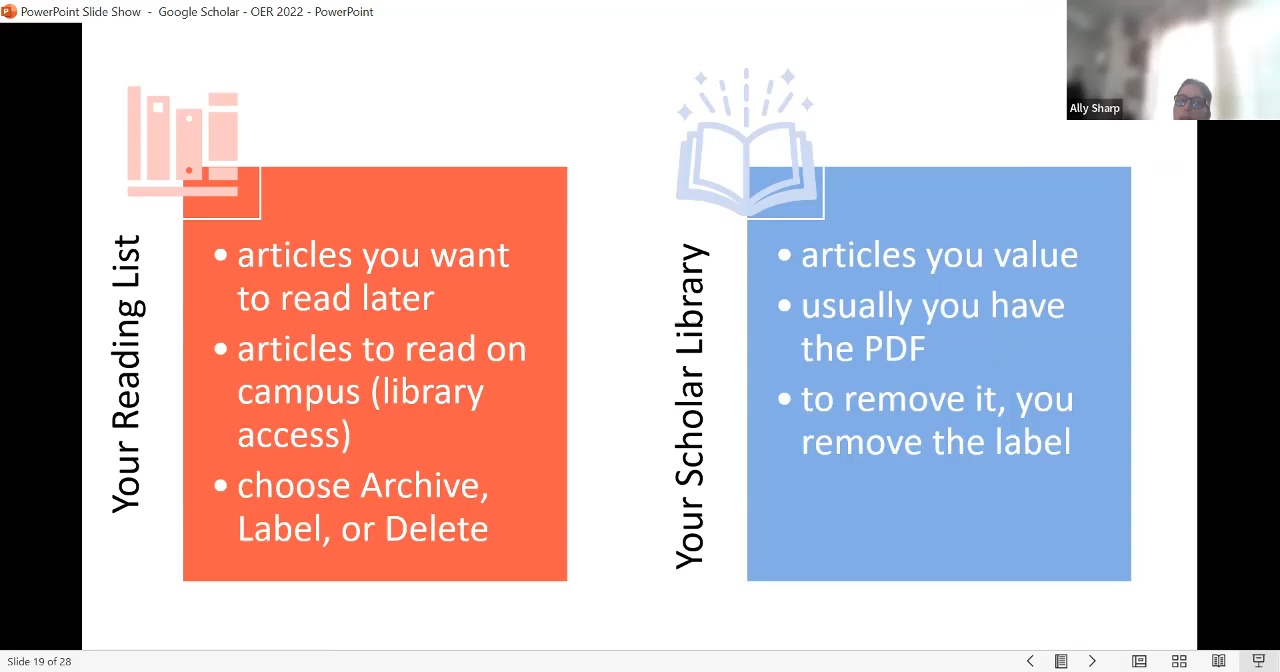 PowerPoint Slide Show - Google Scholar - OER 2022 - PowerPoint
Ally Sharp
Your Reading List
• articles you want
to read later
• articles to read on
campus (library
access)
• choose Archive,
Label, or Delete
Your Scholar Library
• articles you value
• usually you have
the PDF
• to remove it, you
remove the label
Slide 19 of 28